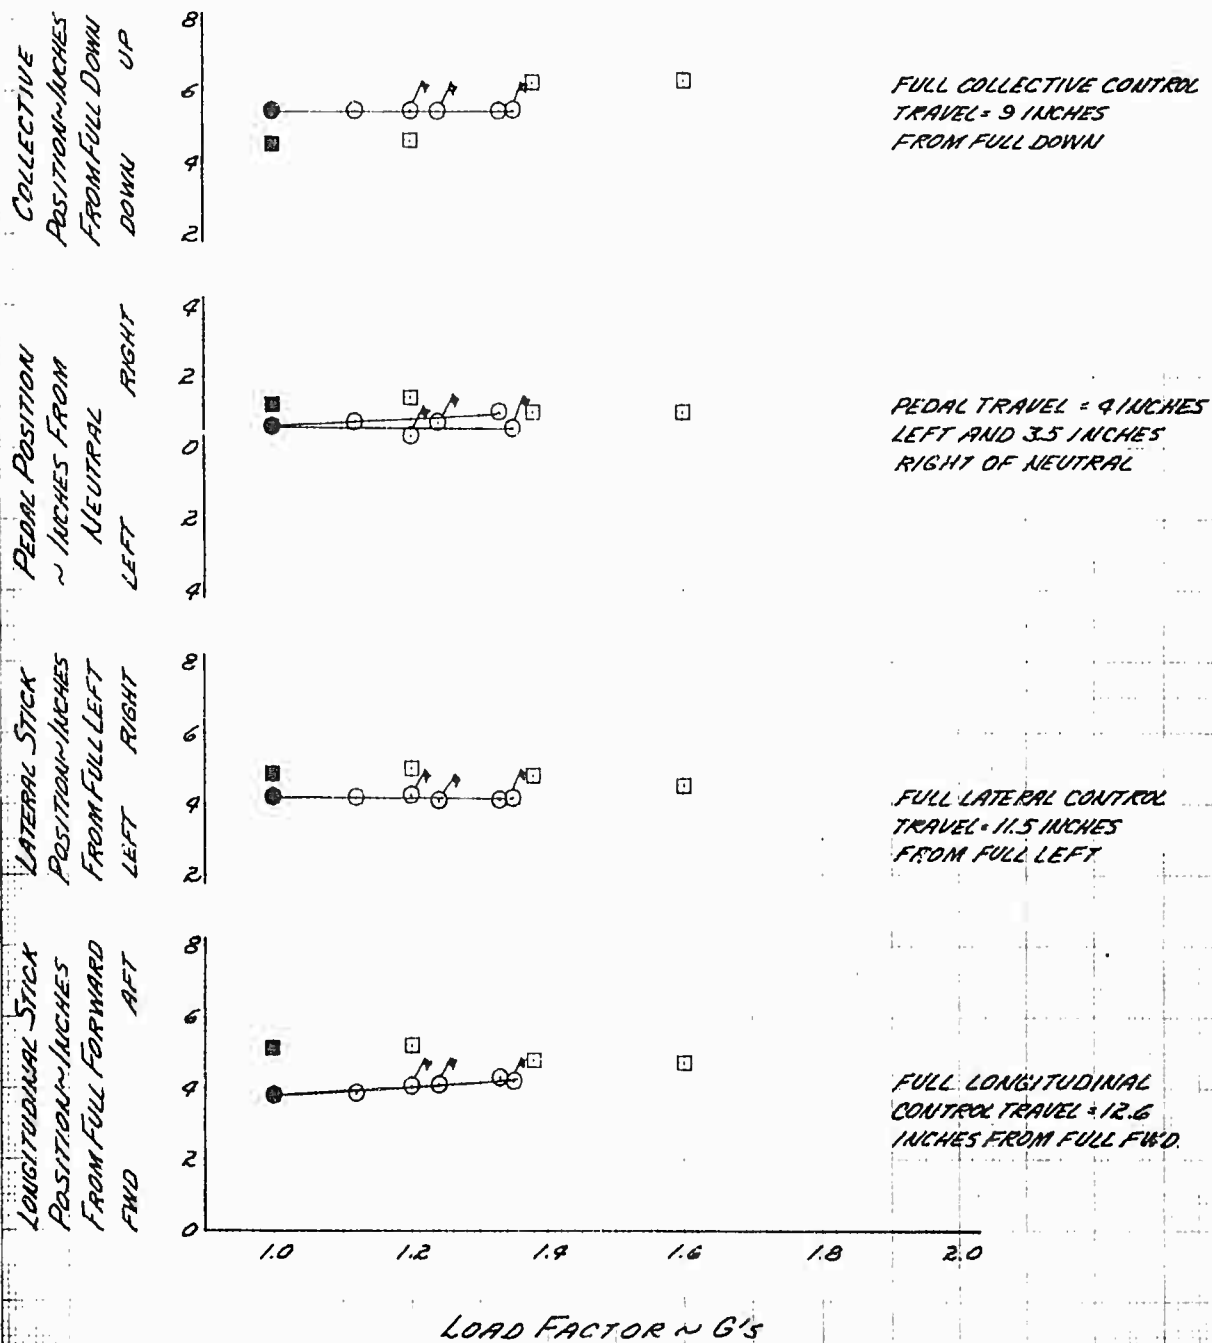 COLLECTIVE
POSITION~INCHES
FROM FULL DOWN
DOWN UP
8
6
4
2
FULL COLLECTIVE CONTROL
TRAVEL = 9 INCHES
FROM FULL DOWN
PEDAL POSITION
~ INCHES FROM
NEUTRAL
LEFT RIGHT
4
2
0
2
4
PEDAL TRAVEL = 4 INCHES
LEFT AND 3.5 INCHES
RIGHT OF NEUTRAL
LATERAL STICK
POSITION~INCHES
FROM FULL LEFT
LEFT RIGHT
8
6
4
2
FULL LATERAL CONTROL
TRAVEL = 11.5 INCHES
FROM FULL LEFT
LONGITUDINAL STICK
POSITION~INCHES
FROM FULL FORWARD
FWD AFT
8
6
4
2
0
FULL LONGITUDINAL
CONTROL TRAVEL = 12.6
INCHES FROM FULL FWD.
1.0 1.2 1.4 1.6 1.8 2.0
LOAD FACTOR ~ G'S